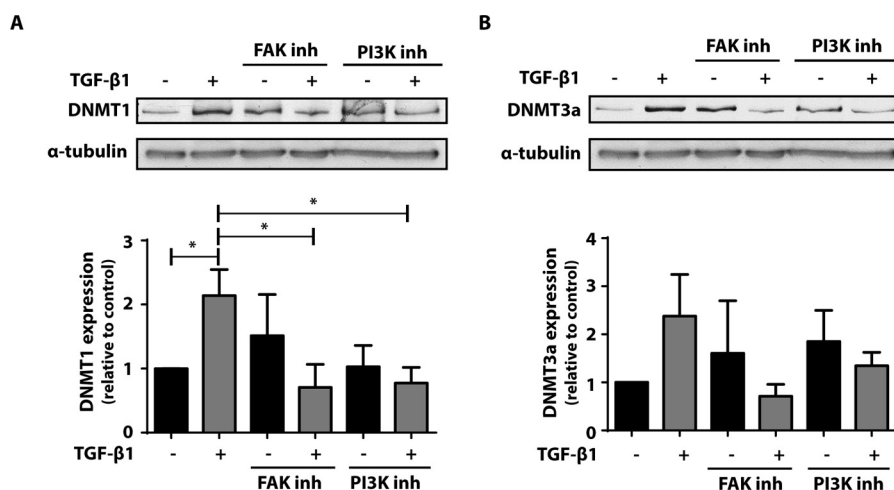 A
FAK inh PI3K inh
TGF-β1 - + - + - +
DNMT1
α-tubulin
* * *
DNMT1 expression
(relative to control)
3
2
1
0
TGF-β1 - + - + - +
FAK inh PI3K inh
B
FAK inh PI3K inh
TGF-β1 - + - + - +
DNMT3a
α-tubulin
DNMT3a expression
(relative to control)
4
3
2
1
0
TGF-β1 - + - + - +
FAK inh PI3K inh